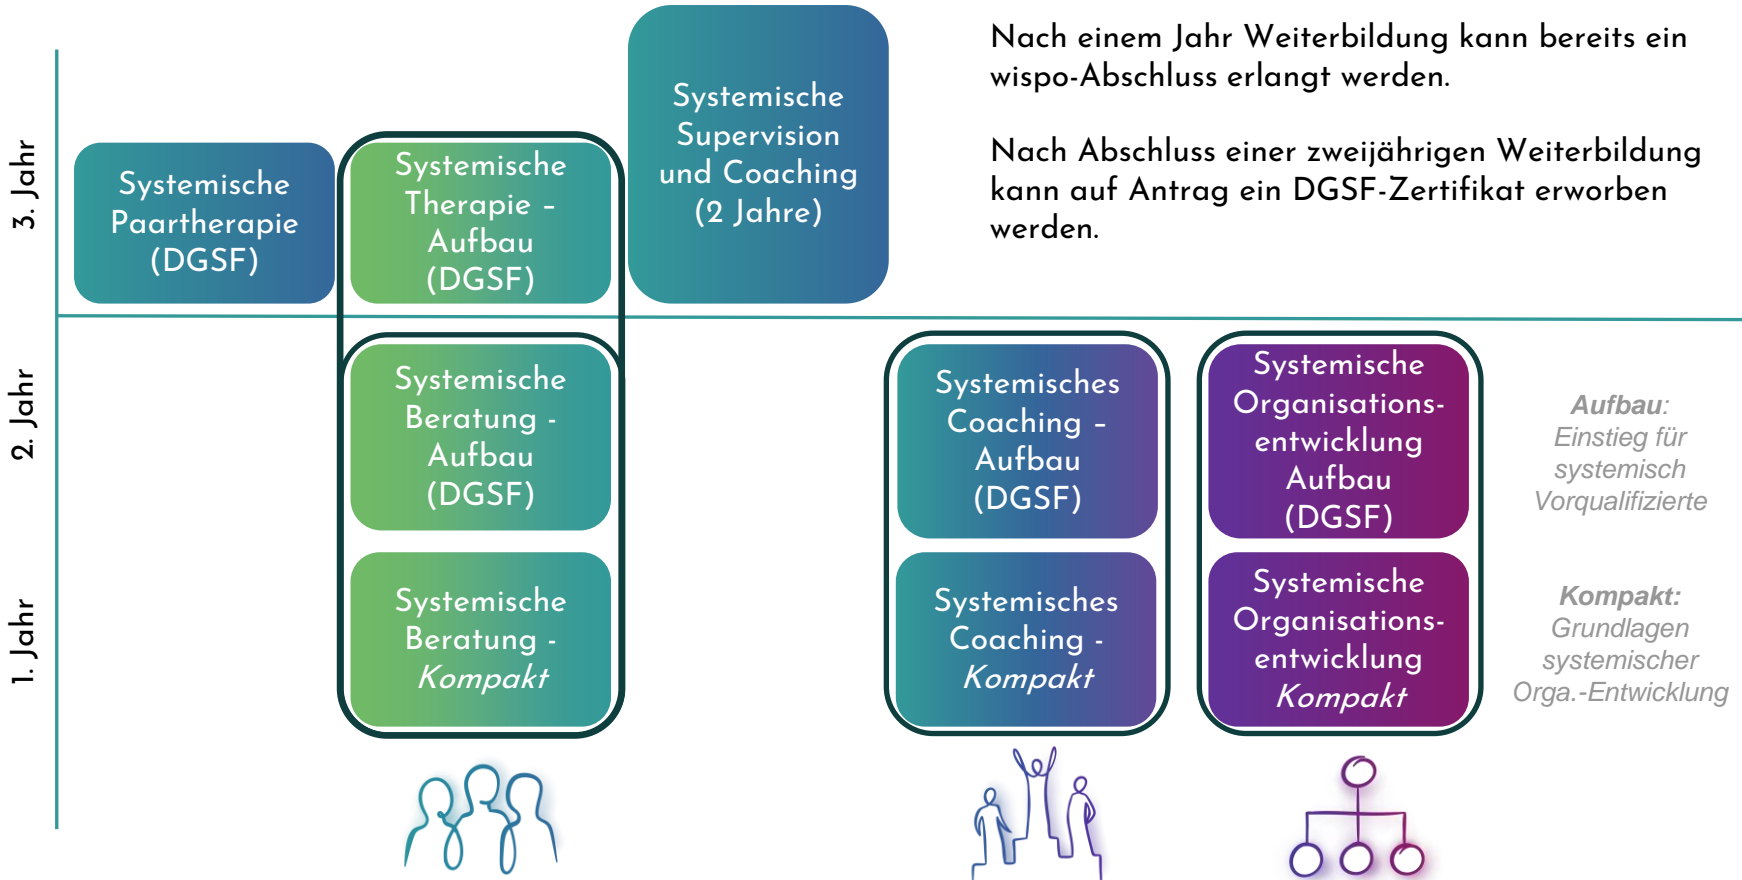 Nach einem Jahr Weiterbildung kann bereits ein
wispo-Abschluss erlangt werden.
Nach Abschluss einer zweijährigen Weiterbildung
kann auf Antrag ein DGSF-Zertifikat erworben
werden.
3. Jahr
Systemische
Paartherapie
(DGSF)
Systemische
Therapie –
Aufbau
(DGSF)
Systemische
Supervision
und Coaching
(2 Jahre)
2. Jahr
Systemische
Beratung -
Aufbau
(DGSF)
Systemisches
Coaching –
Aufbau
(DGSF)
Systemische
Organisations-
entwicklung
Aufbau
(DGSF)
Aufbau:
Einstieg für
systemisch
Vorqualifizierte
1. Jahr
Systemische
Beratung -
Kompakt
Systemisches
Coaching -
Kompakt
Systemische
Organisations-
entwicklung
Kompakt
Kompakt:
Grundlagen
systemischer
Orga.-Entwicklung